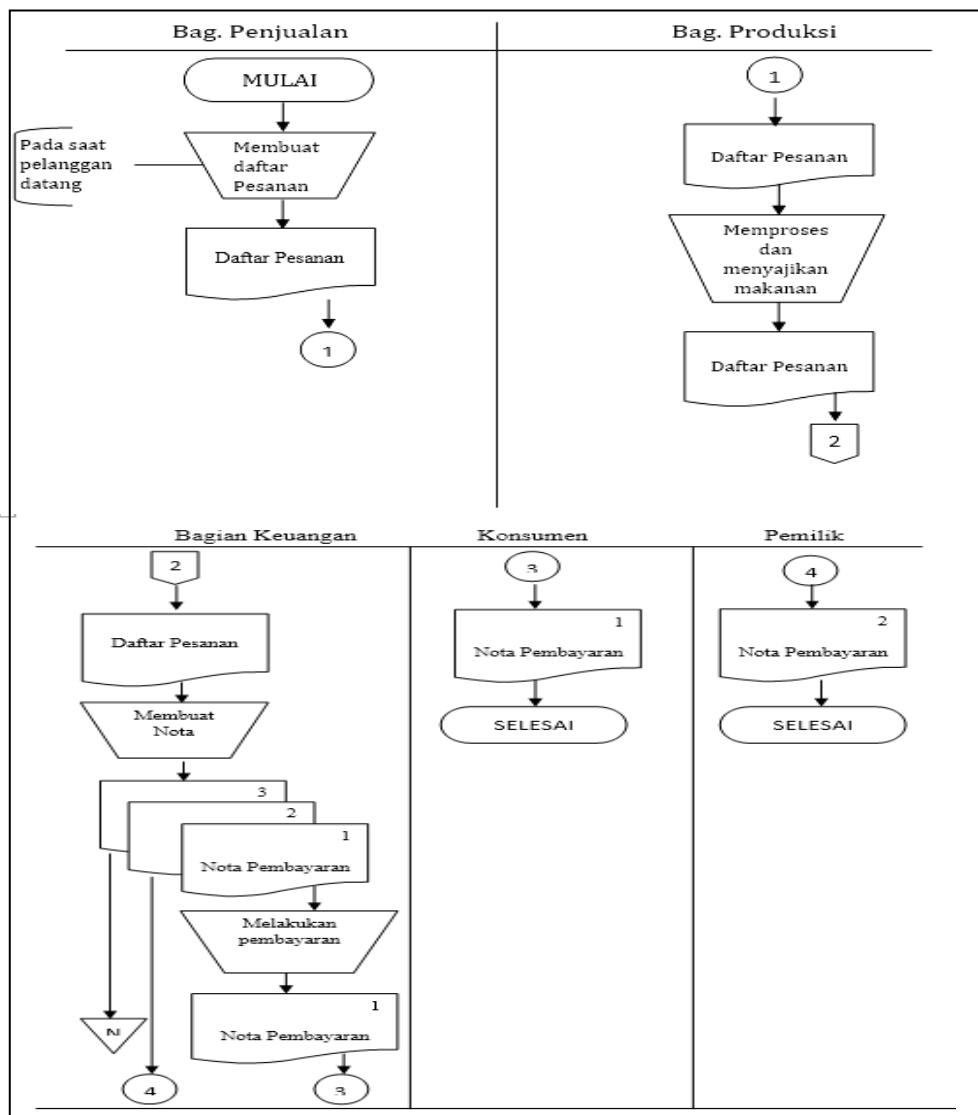 Bag. Penjualan
MULAI
Pada saat
pelanggan
datang
Membuat
daftar
Pesanan
Daftar Pesanan
1
Bag. Produksi
1
Daftar Pesanan
Memproses
dan
menyajikan
makanan
Daftar Pesanan
2
Bagian Keuangan
2
Daftar Pesanan
Membuat
Nota
3
2
1
Nota Pembayaran
Melakukan
pembayaran
1
Nota Pembayaran
N
4
3
Konsumen
3
1
Nota Pembayaran
SELESAI
Pemilik
4
2
Nota Pembayaran
SELESAI